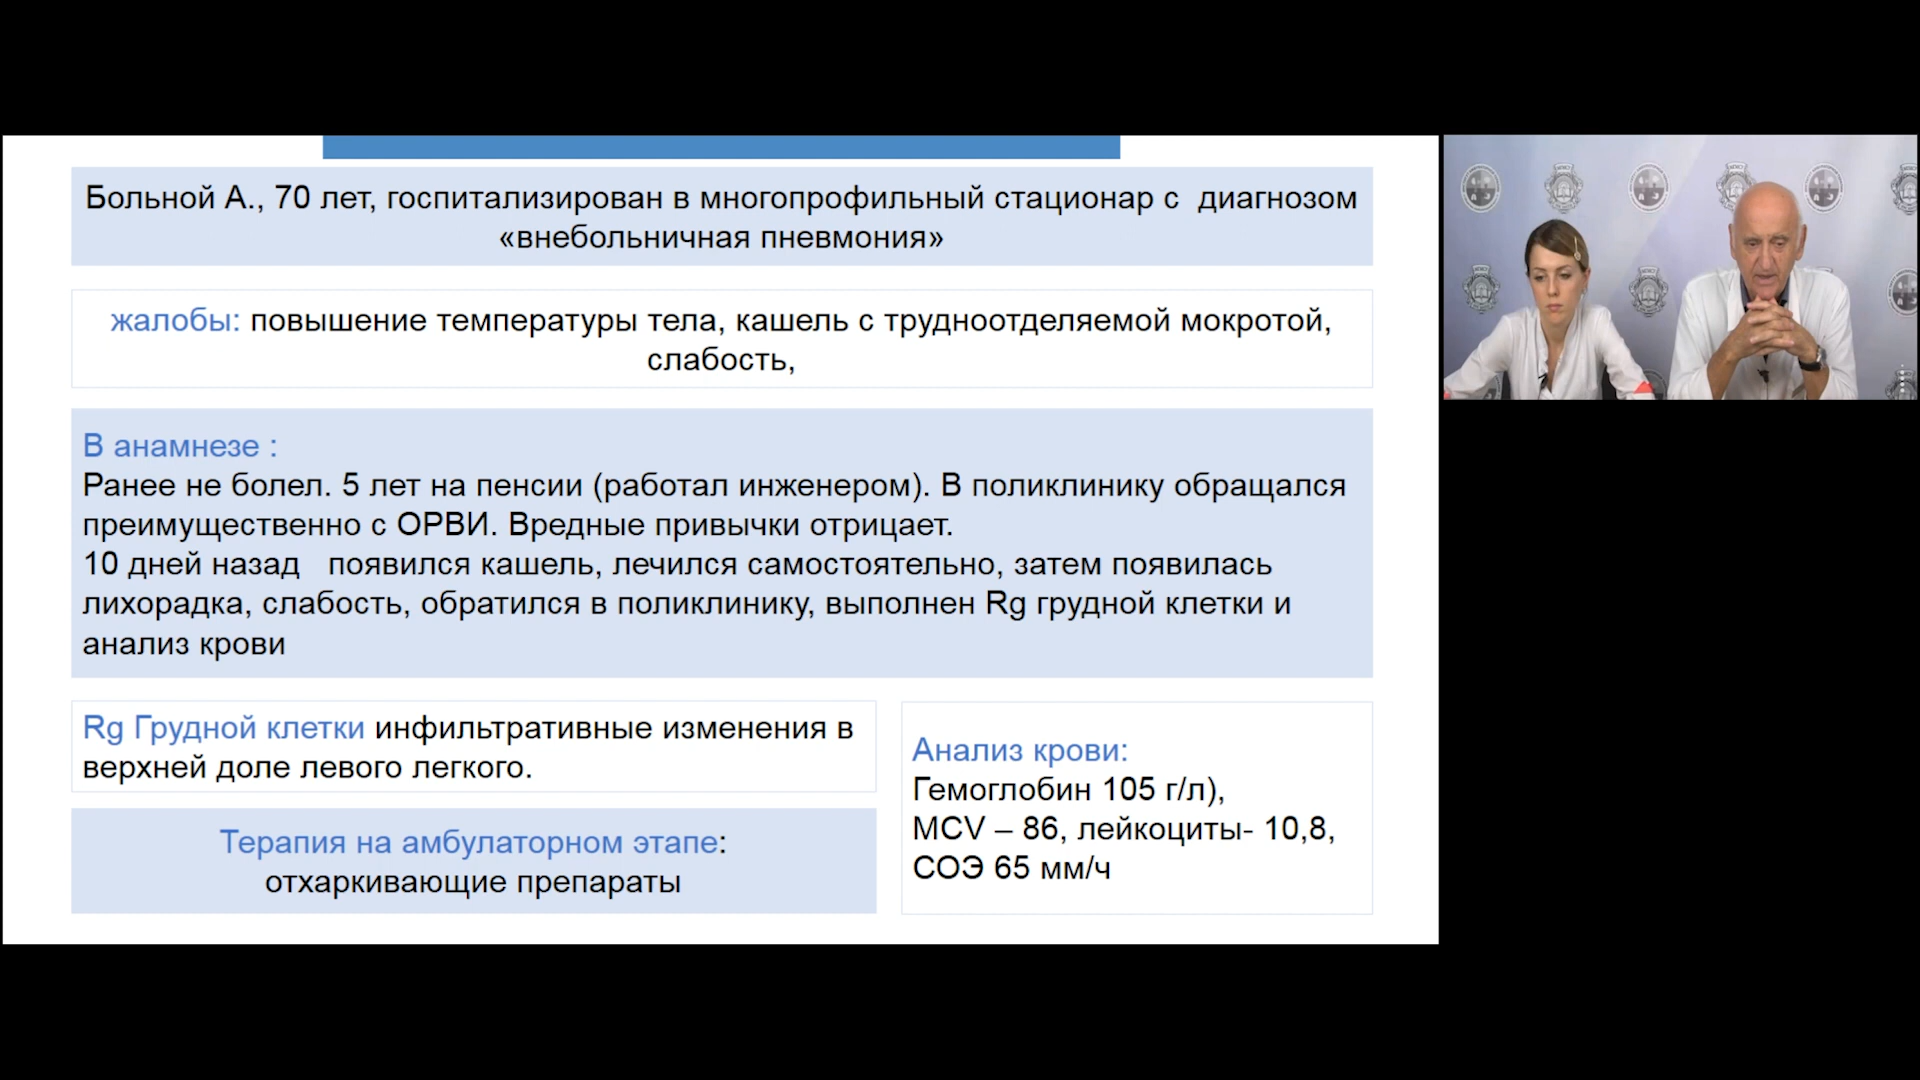 Больной А., 70 лет, госпитализирован в многопрофильный стационар с диагнозом
«внебольничная пневмония»
жалобы: повышение температуры тела, кашель с трудноотделяемой мокротой,
слабость,
В анамнезе :
Ранее не болел. 5 лет на пенсии (работал инженером). В поликлинику обращался
преимущественно с ОРВИ. Вредные привычки отрицает.
10 дней назад появился кашель, лечился самостоятельно, затем появилась
лихорадка, слабость, обратился в поликлинику, выполнен Rg грудной клетки и
анализ крови
Rg Грудной клетки инфильтративные изменения в
верхней доле левого легкого.
Терапия на амбулаторном этапе:
отхаркивающие препараты
Анализ крови:
Гемоглобин 105 г/л),
MCV – 86, лейкоциты- 10,8,
СОЭ 65 мм/ч